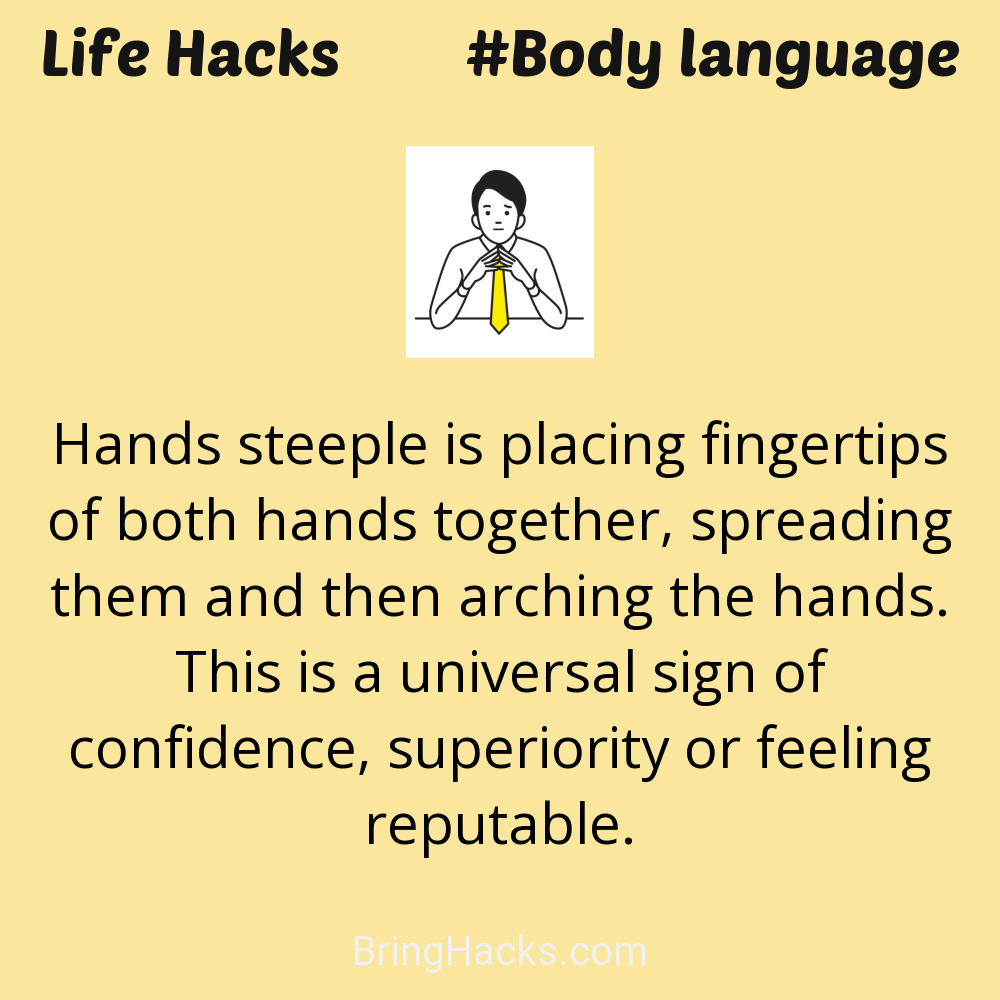 Life Hacks #Body language
Hands steeple is placing fingertips
of both hands together, spreading
them and then arching the hands.
This is a universal sign of
confidence, superiority or feeling
reputable.
BringHacks.com